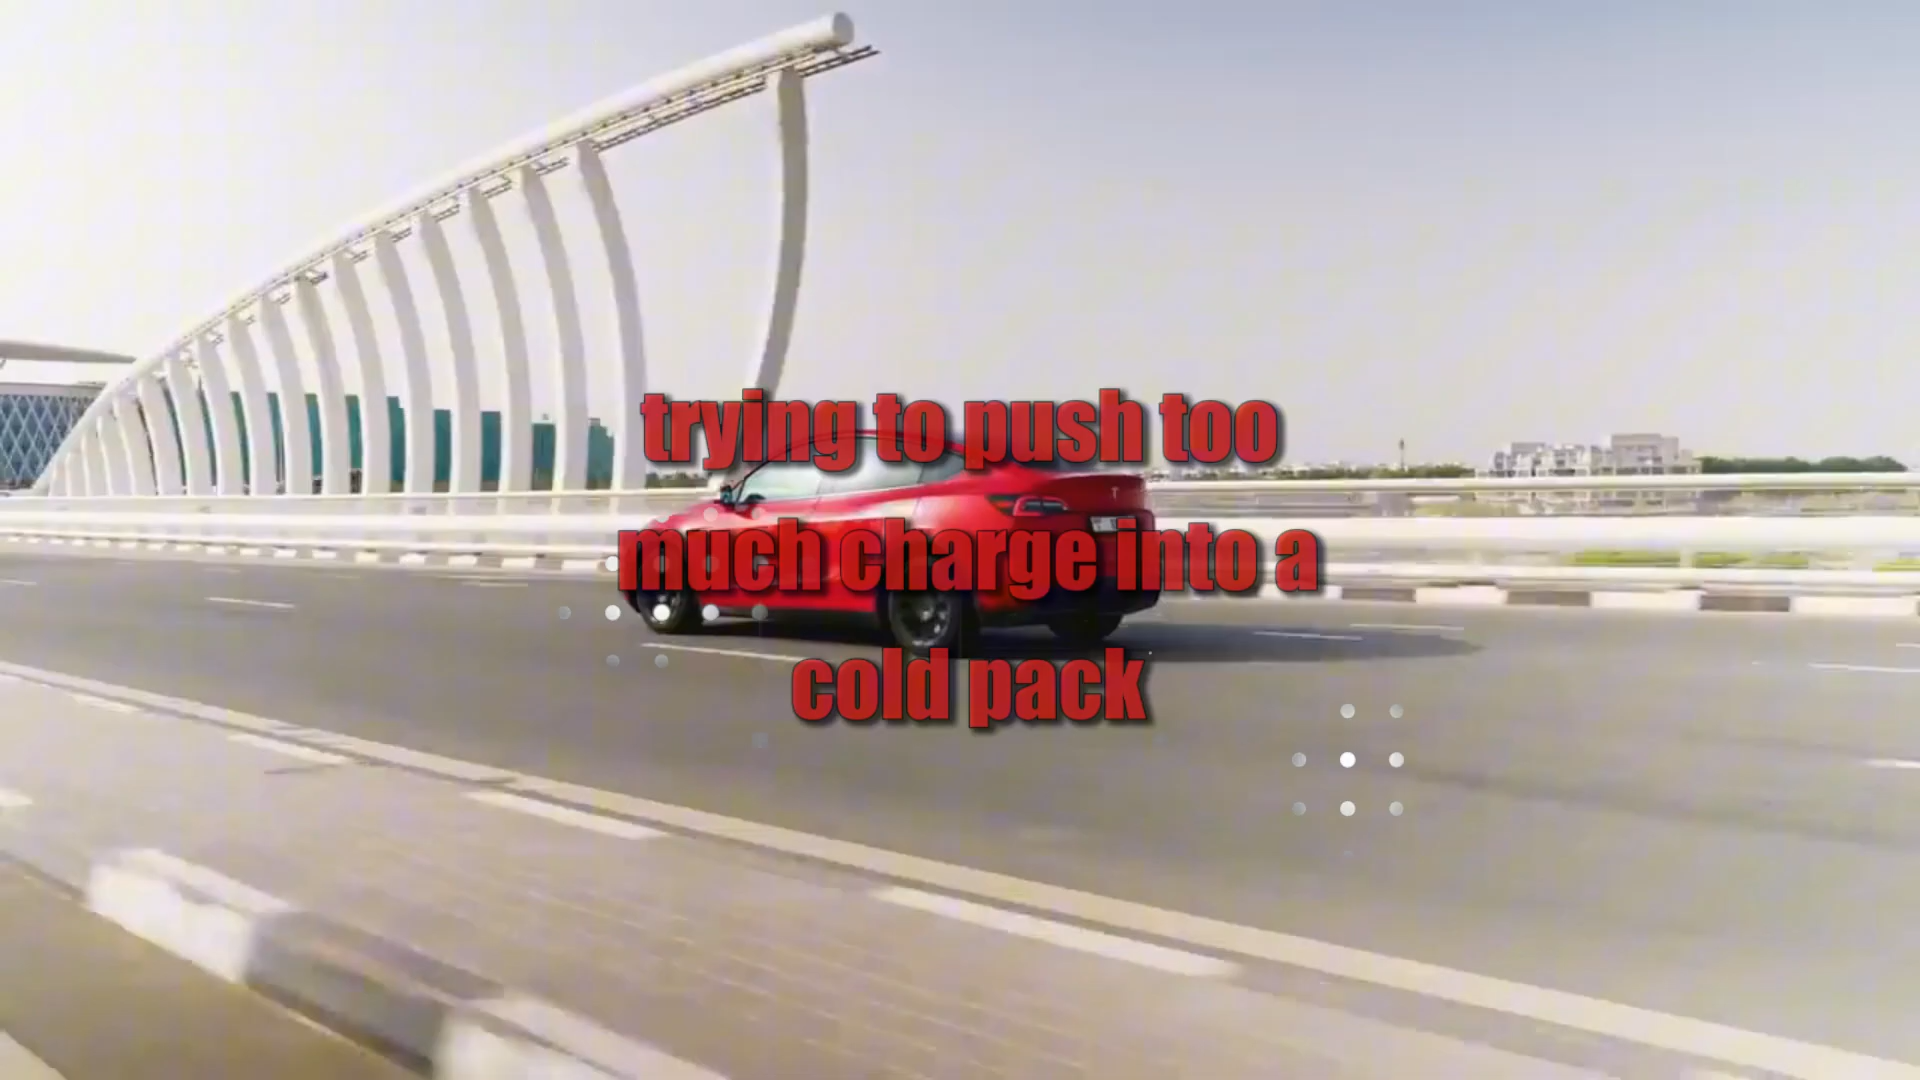 trying to push too
much charge into a
cold pack